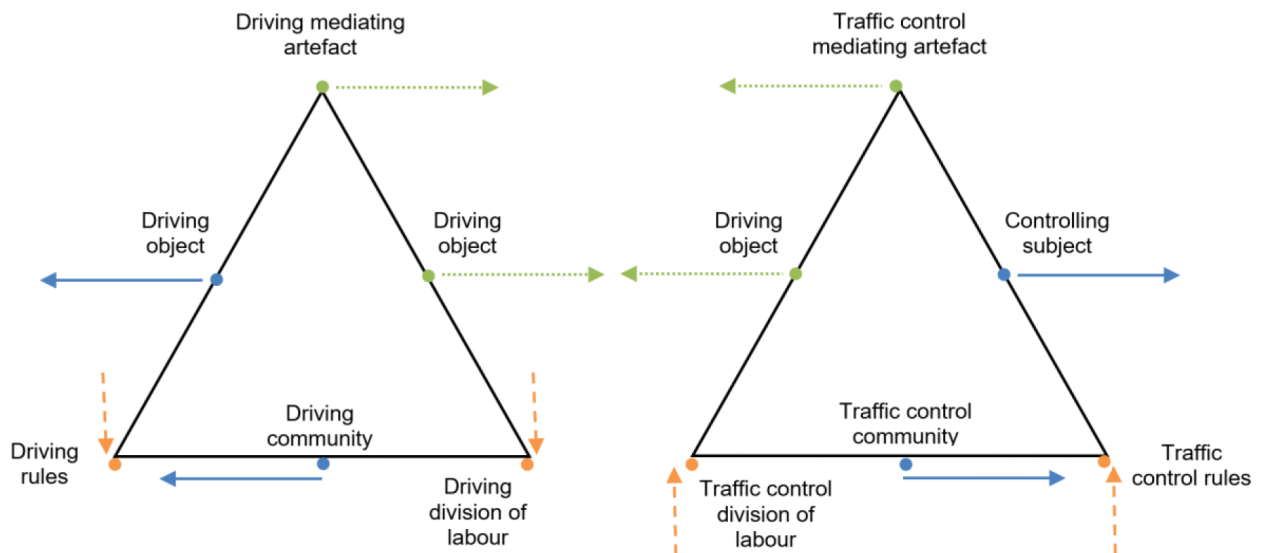 Driving mediating
artefact
Traffic control
mediating artefact
Driving
object
Driving
object
Driving
object
Controlling
subject
Driving
community
Traffic control
community
Driving
rules
Driving
division of
labour
Traffic control
division of
labour
Traffic
control rules